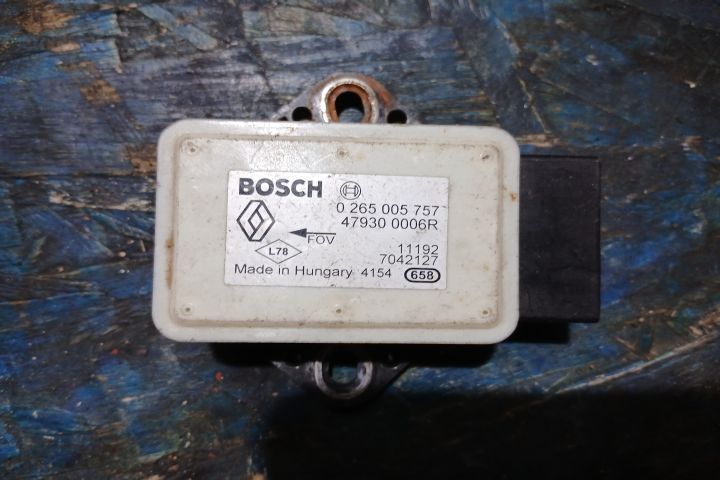 BOSCH
0 265 005 757
47930 0006R
FOV
L78
11192
7042127
Made in Hungary 4154 658